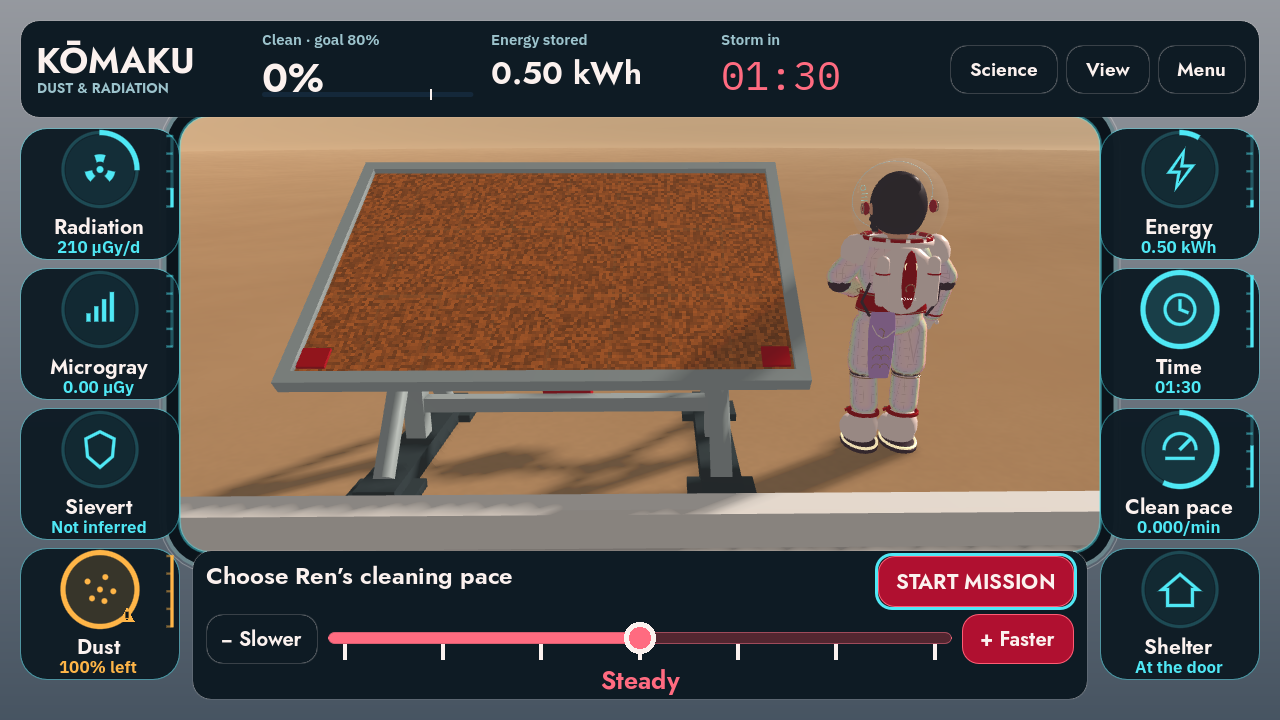 KŌMAKU
DUST & RADIATION
Clean · goal 80%
0%
Energy stored
0.50 kWh
Storm in
01:30
Science
View
Menu
Radiation
210 µGy/d
Microgray
0.00 µGy
Sievert
Not inferred
Dust
100% left
Energy
0.50 kWh
Time
01:30
Clean pace
0.000/min
Shelter
At the door
Choose Ren's cleaning pace
START MISSION
− Slower
+ Faster
Steady